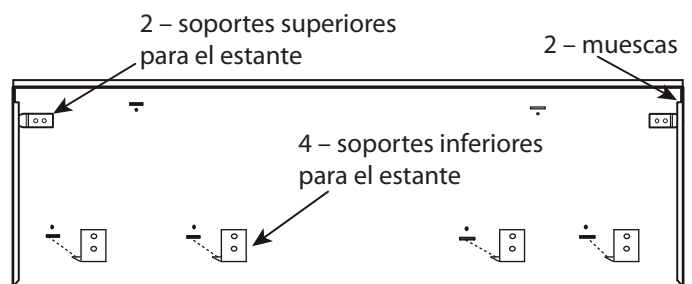 2 – soportes superiores
para el estante
2 – muescas
4 – soportes inferiores
para el estante